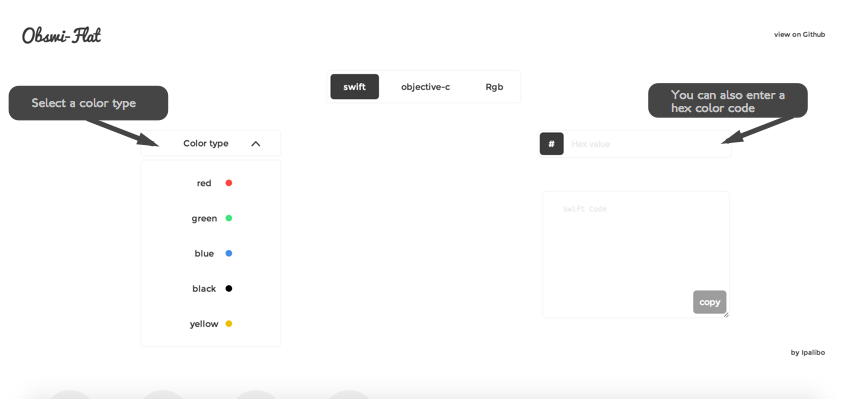 Obswi-Flat
view on Github
swift
objective-c
Rgb
Select a color type
You can also enter a
hex color code
Color type
#
Hex value
red
green
blue
black
yellow
Swift Code
copy
by Ipalibo